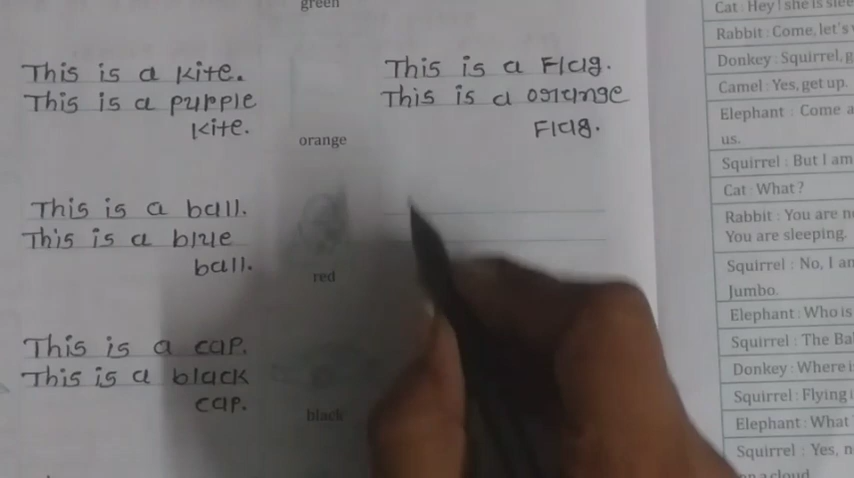 green
This is a kite.
This is a purple
kite.
This is a Flag.
This is a orange
Flag.
orange
This is a ball.
This is a blue
ball.
red
This is a cap.
This is a black
cap.
black
Cat : Hey ! she is
Rabbit : Come, let's
Donkey : Squirrel,
Camel : Yes, get up.
Elephant : Come
us.
Squirrel : But I am
Cat : What ?
Rabbit : You are
You are sleeping.
Squirrel : No, I
Jumbo.
Elephant : Who is
Squirrel : The
Donkey : Where
Squirrel : Flying
Elephant : What
Squirrel : Yes,
on a cloud